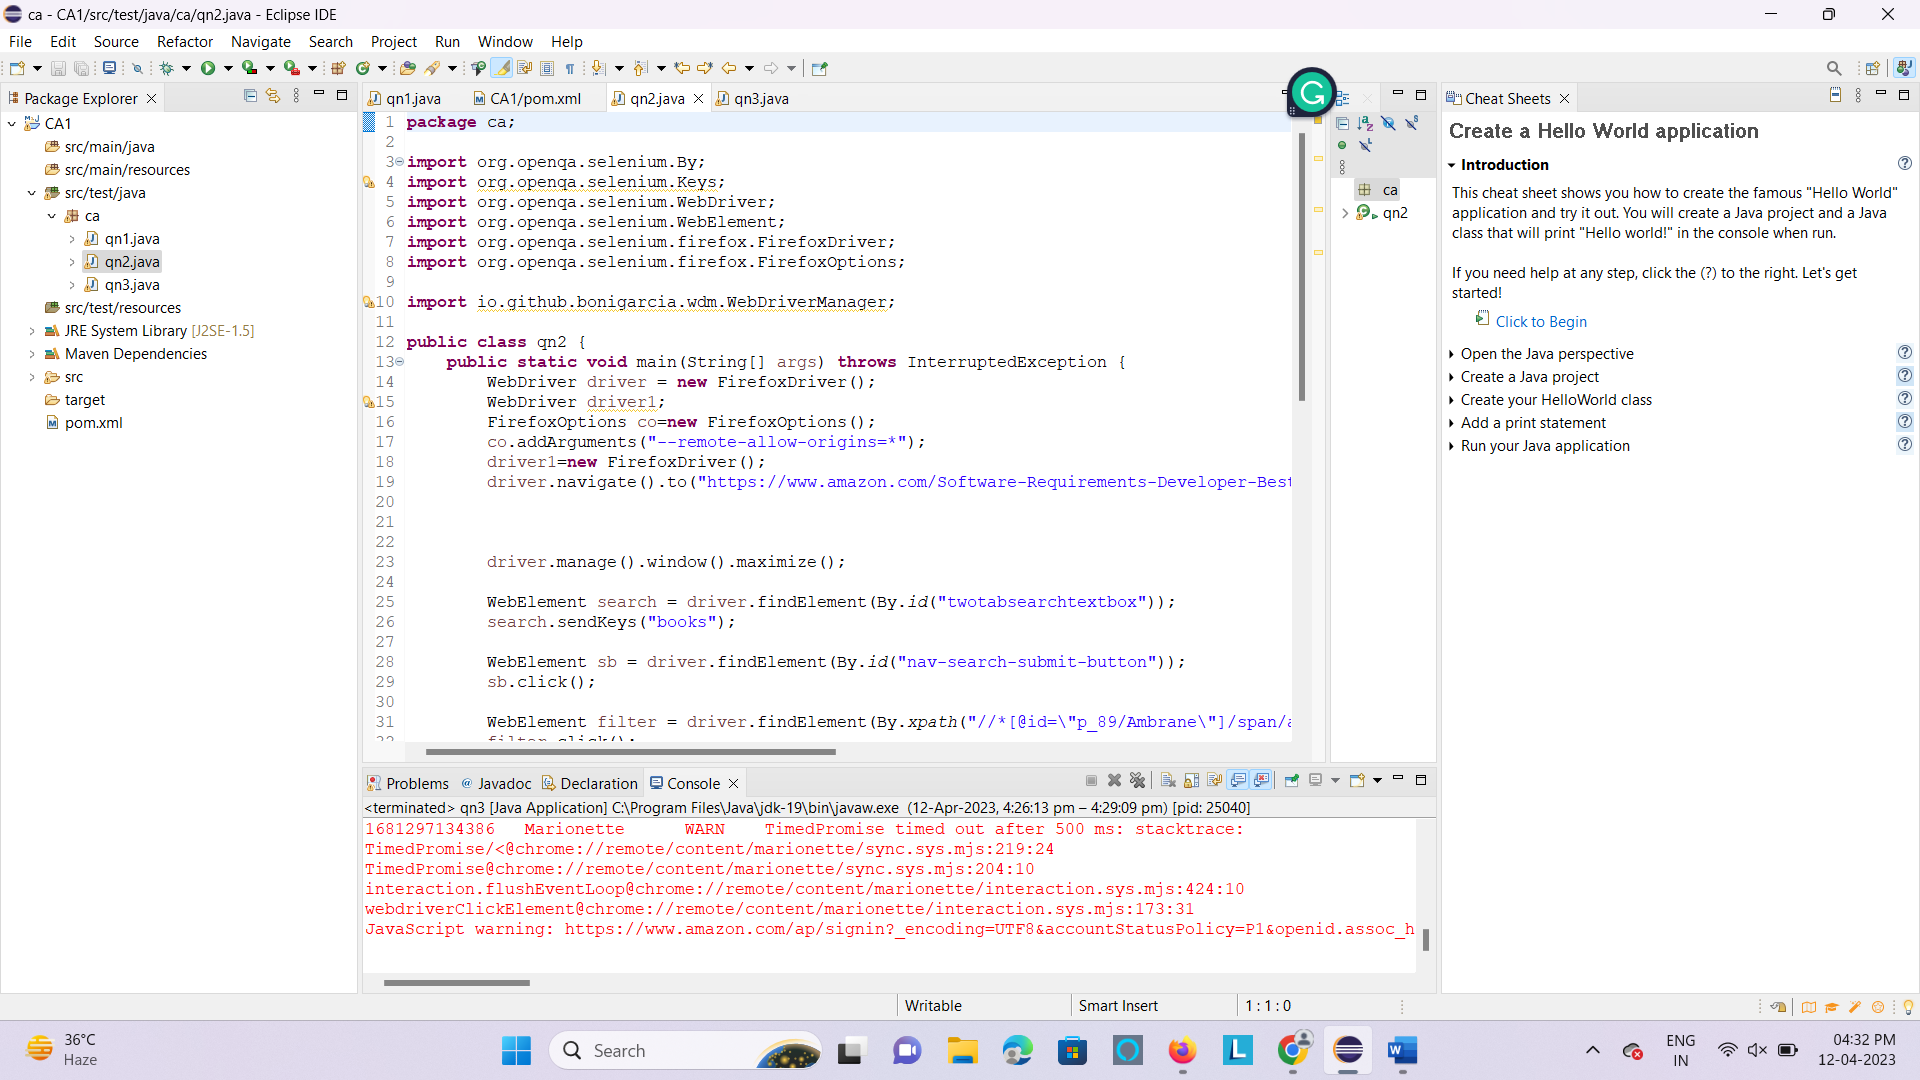 ca - CA1/src/test/java/ca/qn2.java - Eclipse IDE
File Edit Source Refactor Navigate Search Project Run Window Help
Package Explorer
CA1
src/main/java
src/main/resources
src/test/java
ca
qn1.java
qn2.java
qn3.java
src/test/resources
JRE System Library [J2SE-1.5]
Maven Dependencies
src
target
pom.xml
qn1.java CA1/pom.xml qn2.java qn3.java
1 package ca;
2
3 import org.openqa.selenium.By;
4 import org.openqa.selenium.Keys;
5 import org.openqa.selenium.WebDriver;
6 import org.openqa.selenium.WebElement;
7 import org.openqa.selenium.firefox.FirefoxDriver;
8 import org.openqa.selenium.firefox.FirefoxOptions;
9
10 import io.github.bonigarcia.wdm.WebDriverManager;
11
12 public class qn2 {
13 public static void main(String[] args) throws InterruptedException {
14 WebDriver driver = new FirefoxDriver();
15 WebDriver driver1;
16 FirefoxOptions co=new FirefoxOptions();
17 co.addArguments("--remote-allow-origins=*");
18 driver1=new FirefoxDriver();
19 driver.navigate().to("https://www.amazon.com/Software-Requirements-Developer-Best
20
21
22
23 driver.manage().window().maximize();
24
25 WebElement search = driver.findElement(By.id("twotabsearchtextbox"));
26 search.sendKeys("books");
27
28 WebElement sb = driver.findElement(By.id("nav-search-submit-button"));
29 sb.click();
30
31 WebElement filter = driver.findElement(By.xpath("//*[@id=\"p_89/Ambrane\"]/span/a
32 filter.click();
ca
qn2
Cheat Sheets
Create a Hello World application
Introduction
This cheat sheet shows you how to create the famous "Hello World"
application and try it out. You will create a Java project and a Java
class that will print "Hello world!" in the console when run.
If you need help at any step, click the (?) to the right. Let's get
started!
Click to Begin
Open the Java perspective
Create a Java project
Create your HelloWorld class
Add a print statement
Run your Java application
Problems Javadoc Declaration Console
<terminated> qn3 [Java Application] C:\Program Files\Java\jdk-19\bin\javaw.exe (12-Apr-2023, 4:26:13 pm – 4:29:09 pm) [pid: 25040]
1681297134386 Marionette WARN TimedPromise timed out after 500 ms: stacktrace:
TimedPromise/<@chrome://remote/content/marionette/sync.sys.mjs:219:24
TimedPromise@chrome://remote/content/marionette/sync.sys.mjs:204:10
interaction.flushEventLoop@chrome://remote/content/marionette/interaction.sys.mjs:424:10
webdriverClickElement@chrome://remote/content/marionette/interaction.sys.mjs:173:31
JavaScript warning: https://www.amazon.com/ap/signin?_encoding=UTF8&accountStatusPolicy=P1&openid.assoc_h
Writable Smart Insert 1 : 1 : 0
36°C
Haze
Search
ENG
IN
04:32 PM
12-04-2023